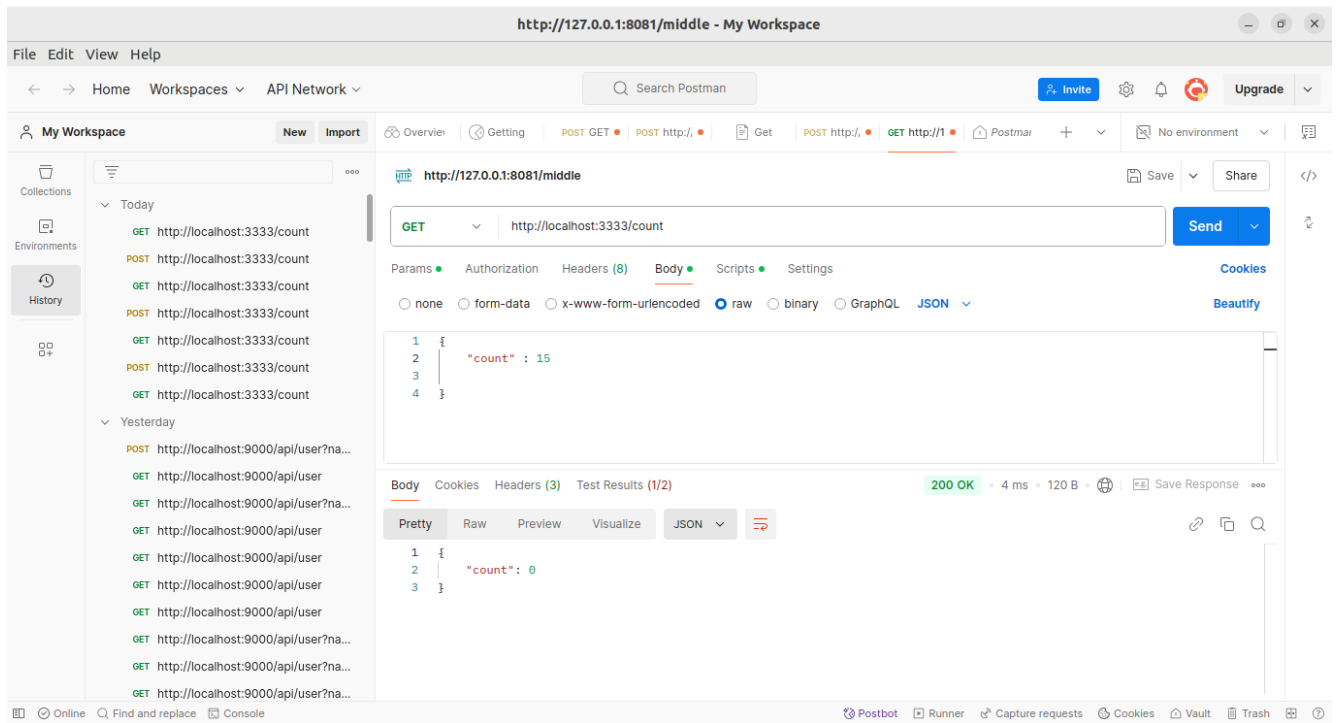 http://127.0.0.1:8081/middle - My Workspace
File Edit View Help
Home Workspaces API Network Search Postman Invite Upgrade
My Workspace New Import Overvie Getting POST GET POST http:/, Get POST http:/, GET http://1 Postmar No environment
Collections
Environments
History
Today
GET http://localhost:3333/count
POST http://localhost:3333/count
GET http://localhost:3333/count
POST http://localhost:3333/count
GET http://localhost:3333/count
POST http://localhost:3333/count
GET http://localhost:3333/count
Yesterday
POST http://localhost:9000/api/user?na...
GET http://localhost:9000/api/user
GET http://localhost:9000/api/user?na...
GET http://localhost:9000/api/user
GET http://localhost:9000/api/user
GET http://localhost:9000/api/user
GET http://localhost:9000/api/user
GET http://localhost:9000/api/user?na...
GET http://localhost:9000/api/user?na...
GET http://localhost:9000/api/user?na...
HTTP http://127.0.0.1:8081/middle Save Share </>
GET http://localhost:3333/count Send
Params Authorization Headers (8) Body Scripts Settings Cookies
none form-data x-www-form-urlencoded raw binary GraphQL JSON Beautify
1 {
2 "count" : 15
3
4 }
Body Cookies Headers (3) Test Results (1/2) 200 OK 4 ms 120 B e.g. Save Response
Pretty Raw Preview Visualize JSON
1 {
2 "count": 0
3 }
Online Find and replace Console Postbot Runner Capture requests Cookies Vault Trash